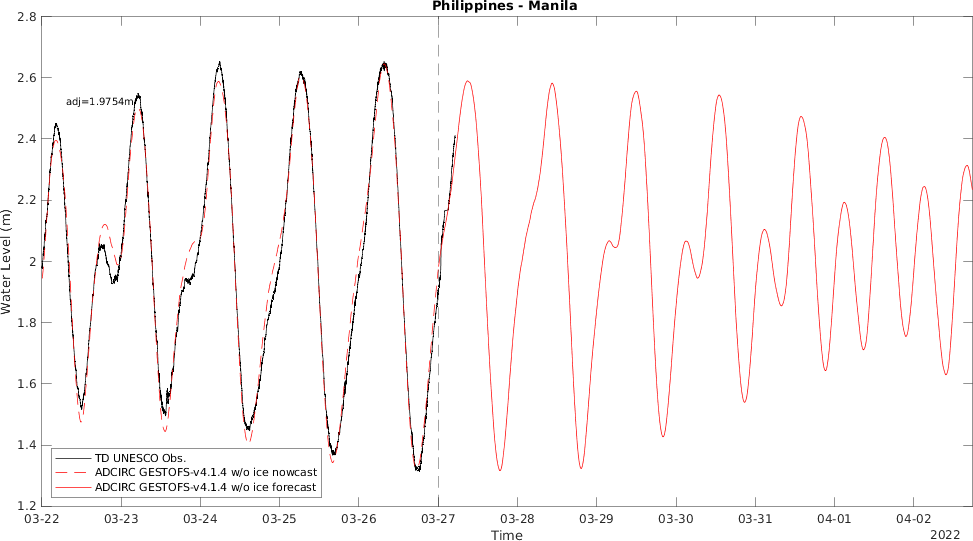 Philippines - Manila
2.8
2.6
2.4
2.2
2
1.8
1.6
1.4
1.2
Water Level (m)
adj=1.9754m
TD UNESCO Obs.
ADCIRC GESTOFS-v4.1.4 w/o ice nowcast
ADCIRC GESTOFS-v4.1.4 w/o ice forecast
03-22 03-23 03-24 03-25 03-26 03-27 03-28 03-29 03-30 03-31 04-01 04-02
Time
2022